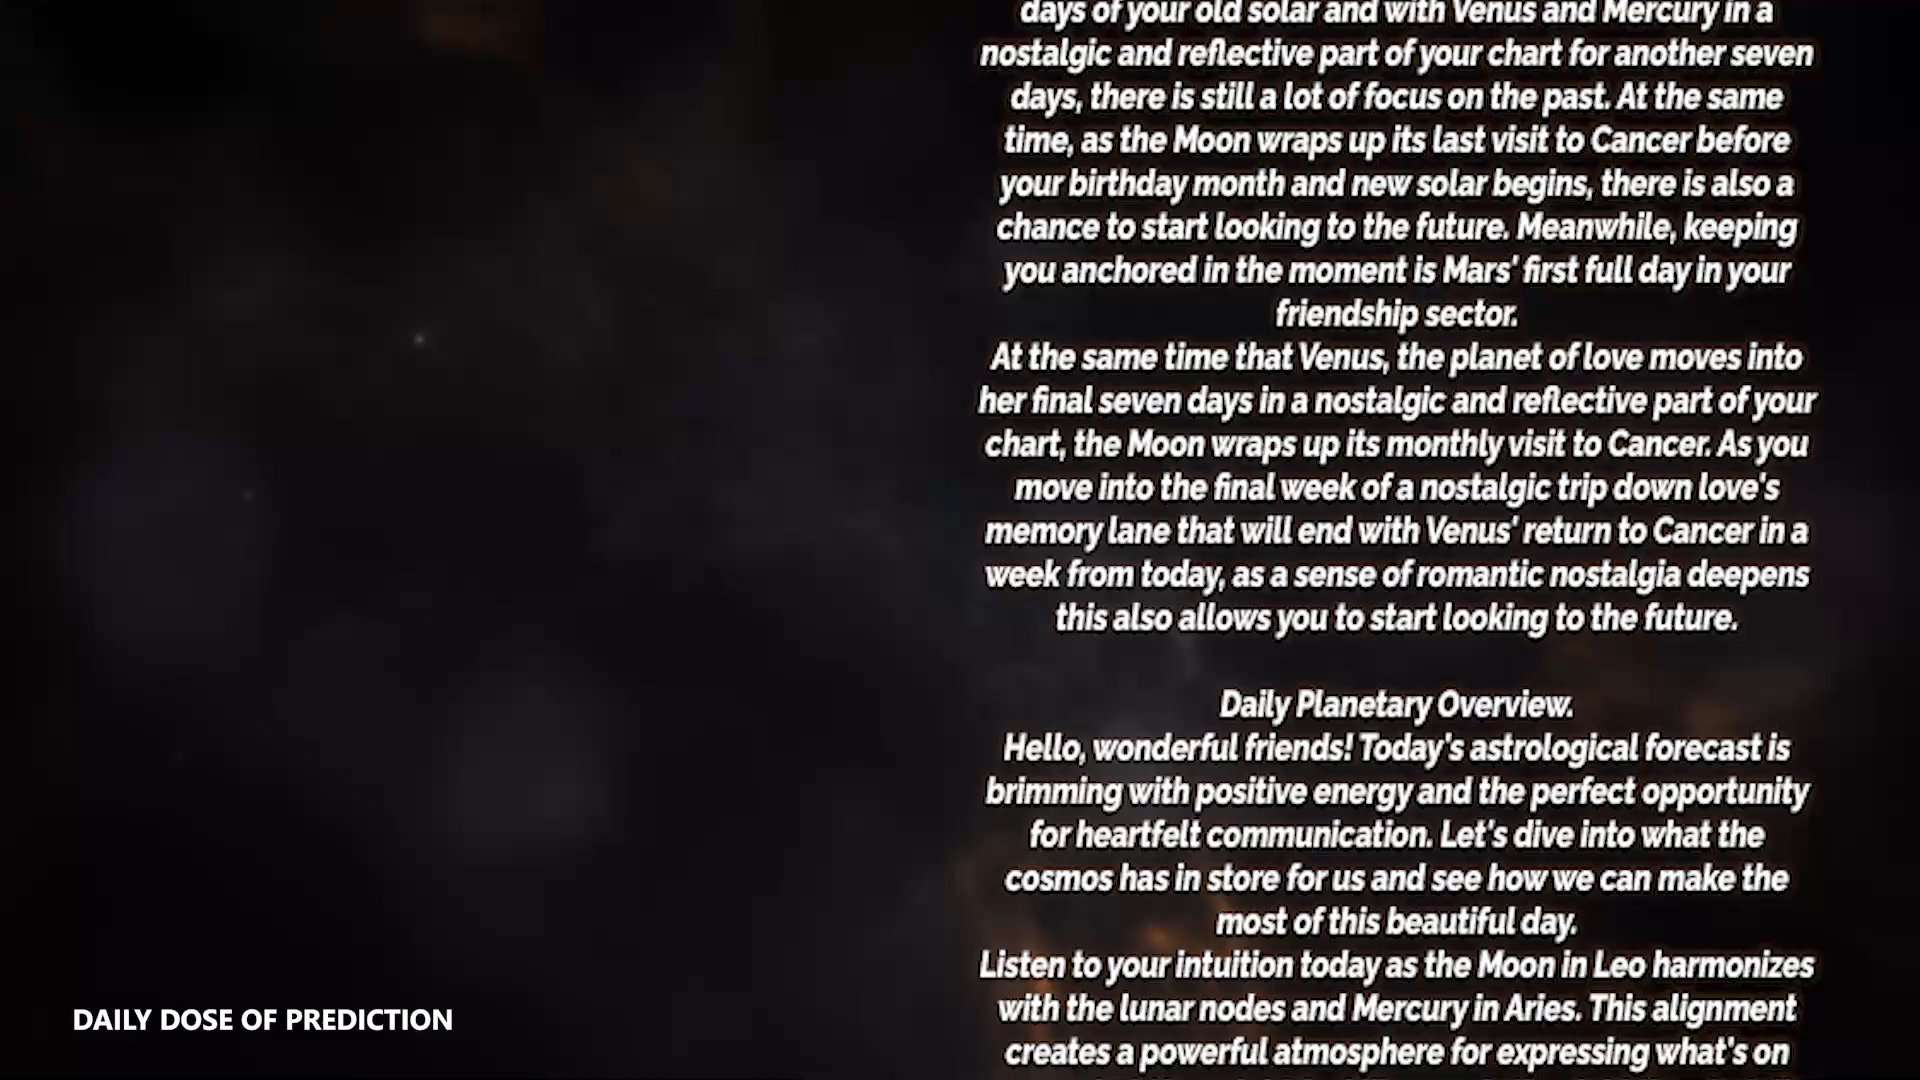 days of your old solar and with Venus and Mercury in a
nostalgic and reflective part of your chart for another seven
days, there is still a lot of focus on the past. At the same
time, as the Moon wraps up its last visit to Cancer before
your birthday month and new solar begins, there is also a
chance to start looking to the future. Meanwhile, keeping
you anchored in the moment is Mars' first full day in your
friendship sector.
At the same time that Venus, the planet of love moves into
her final seven days in a nostalgic and reflective part of your
chart, the Moon wraps up its monthly visit to Cancer. As you
move into the final week of a nostalgic trip down love's
memory lane that will end with Venus' return to Cancer in a
week from today, as a sense of romantic nostalgia deepens
this also allows you to start looking to the future.
Daily Planetary Overview.
Hello, wonderful friends! Today's astrological forecast is
brimming with positive energy and the perfect opportunity
for heartfelt communication. Let's dive into what the
cosmos has in store for us and see how we can make the
most of this beautiful day.
Listen to your intuition today as the Moon in Leo harmonizes
with the lunar nodes and Mercury in Aries. This alignment
creates a powerful atmosphere for expressing what's on
DAILY DOSE OF PREDICTION